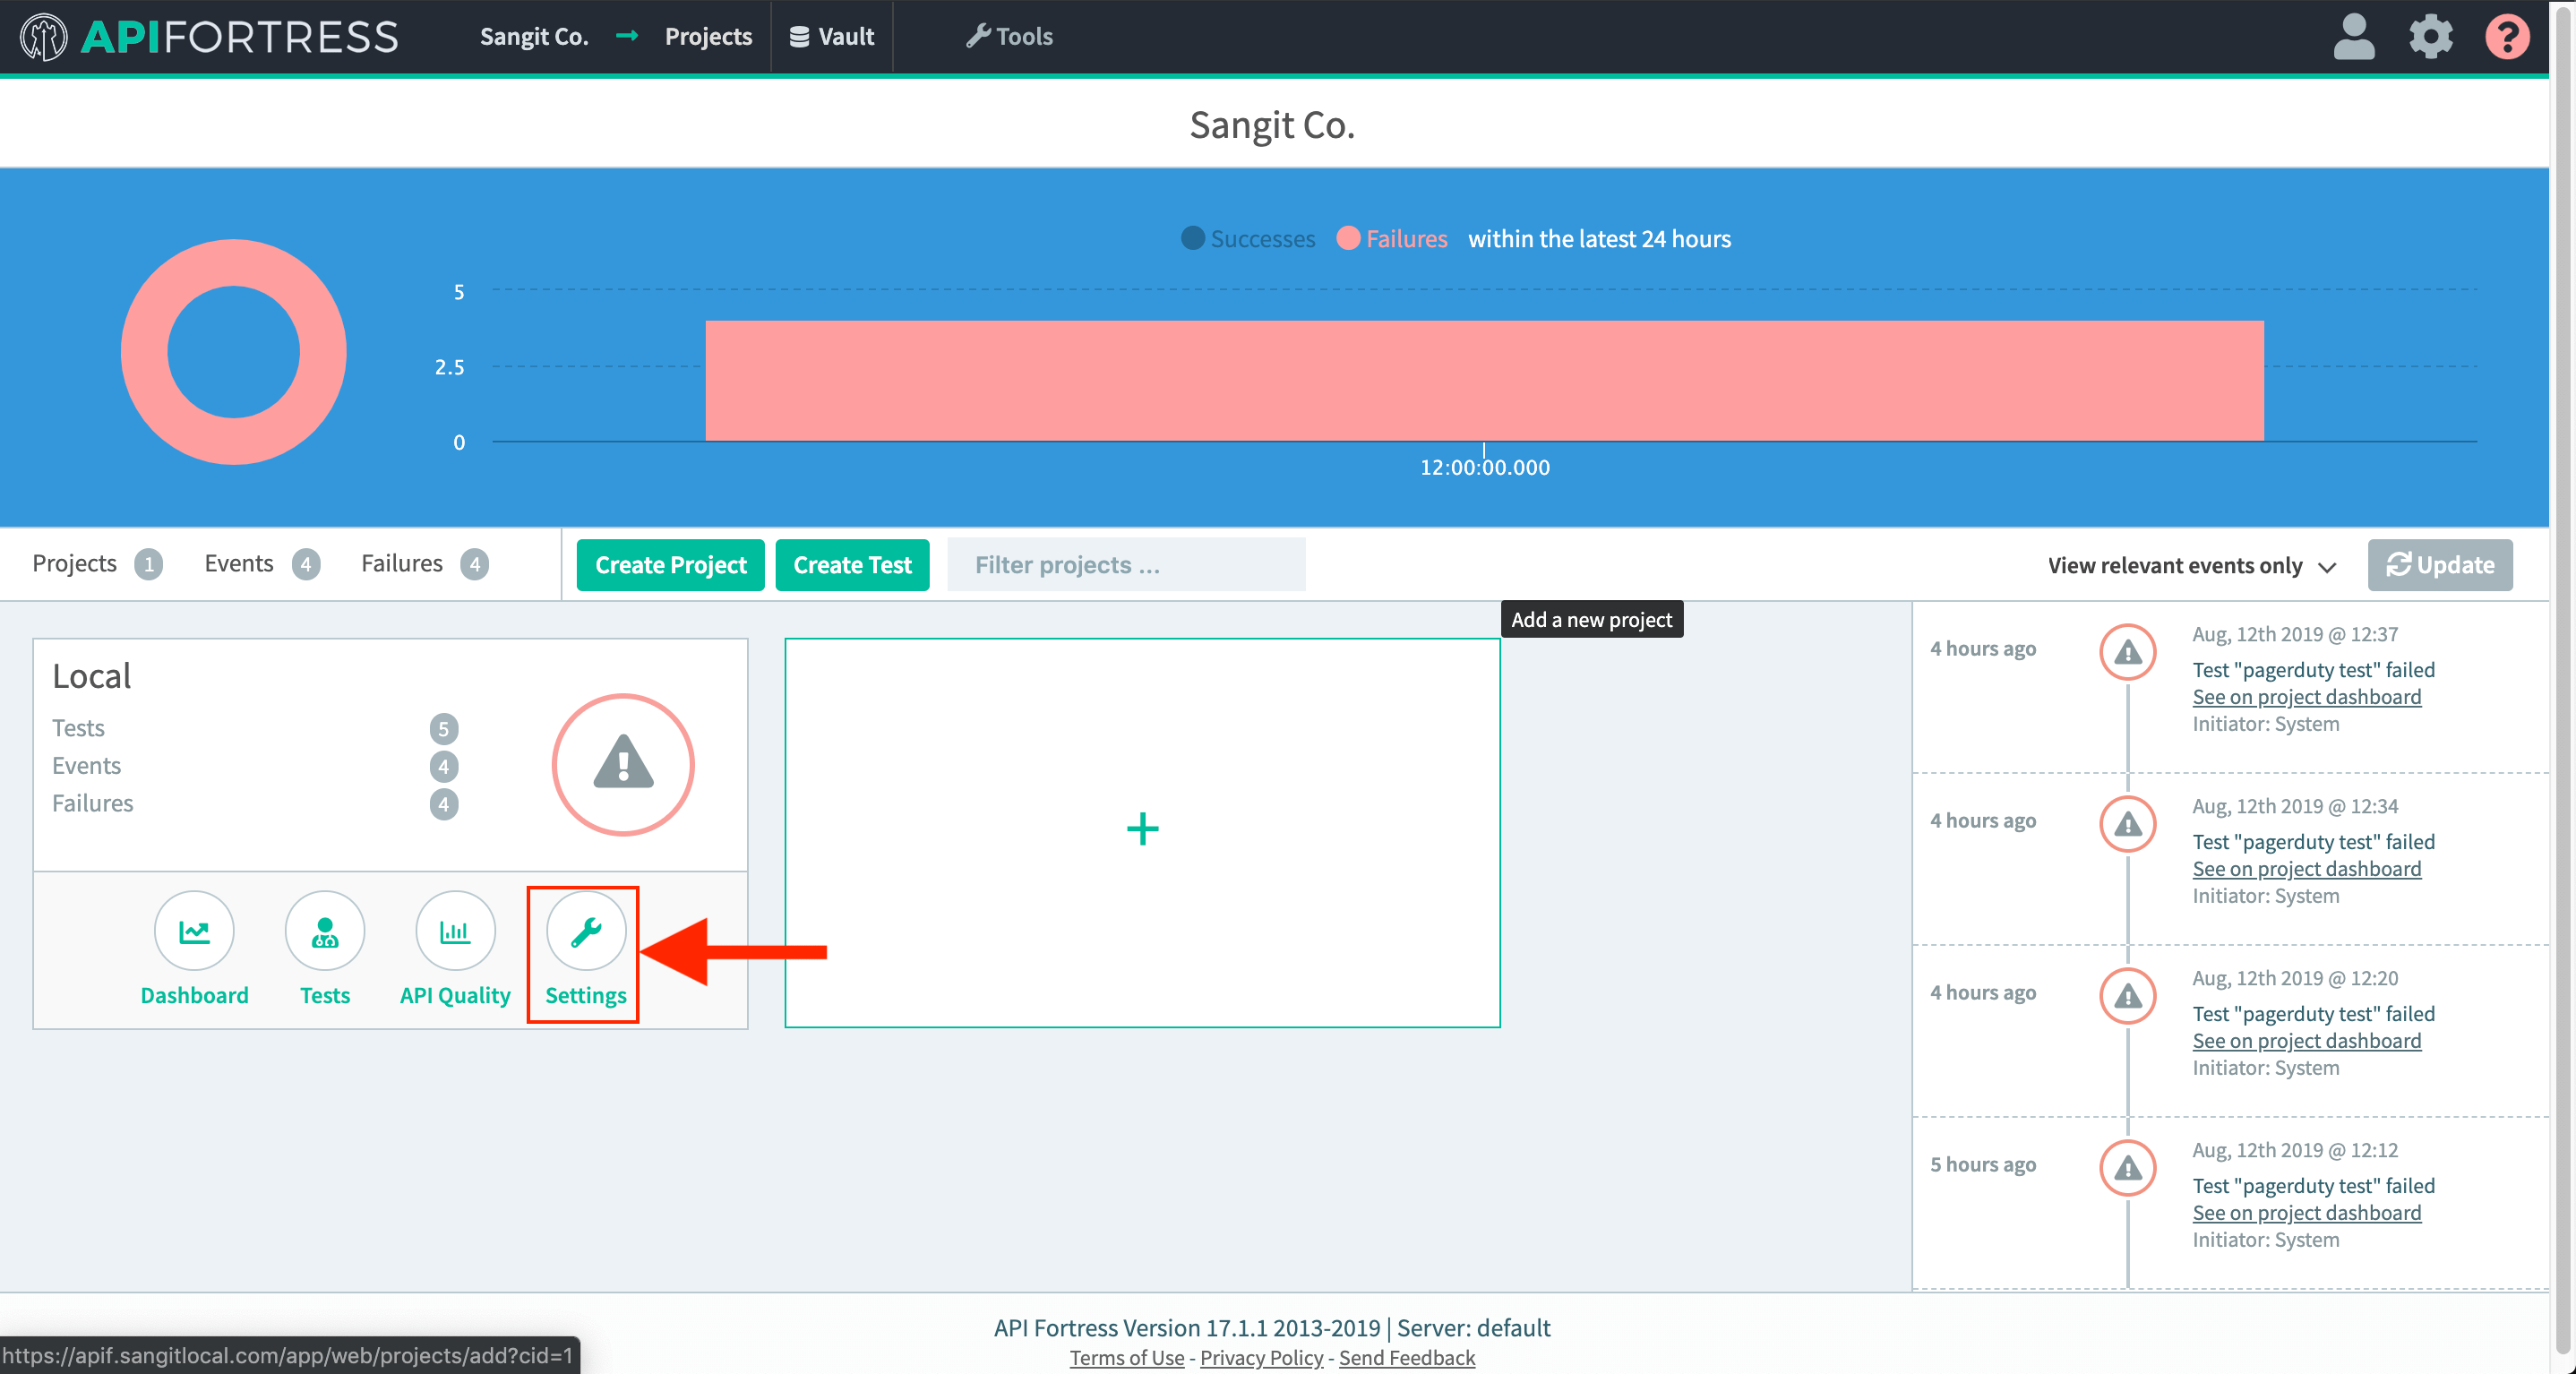 APIFORTRESS
Sangit Co. → Projects
Vault
Tools
?
Sangit Co.
Successes Failures within the latest 24 hours
5
2.5
0
12:00:00.000
Projects 1 Events 4 Failures 4
Create Project
Create Test
Filter projects ...
View relevant events only
Update
Add a new project
Local
Tests 5
Events 4
Failures 4
Dashboard
Tests
API Quality
Settings
+
4 hours ago
Aug, 12th 2019 @ 12:37
Test "pagerduty test" failed
See on project dashboard
Initiator: System
4 hours ago
Aug, 12th 2019 @ 12:34
Test "pagerduty test" failed
See on project dashboard
Initiator: System
4 hours ago
Aug, 12th 2019 @ 12:20
Test "pagerduty test" failed
See on project dashboard
Initiator: System
5 hours ago
Aug, 12th 2019 @ 12:12
Test "pagerduty test" failed
See on project dashboard
Initiator: System
API Fortress Version 17.1.1 2013-2019 | Server: default
Terms of Use - Privacy Policy - Send Feedback
https://apif.sangitlocal.com/app/web/projects/add?cid=1